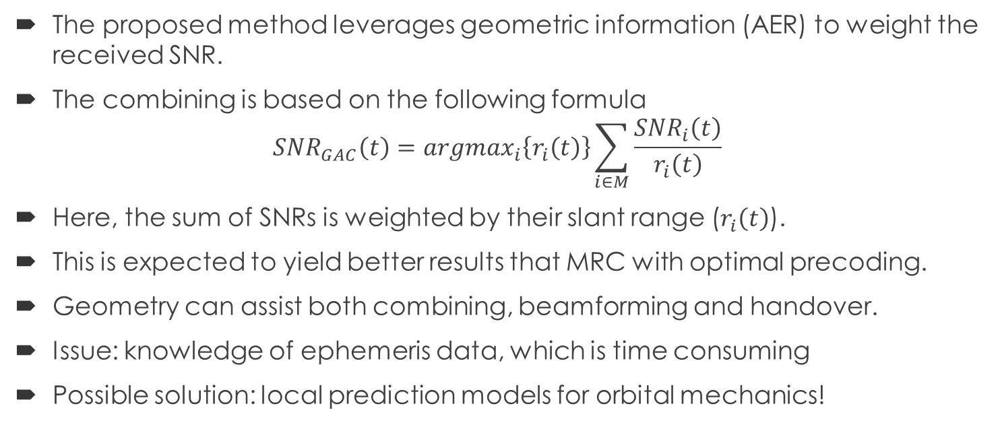 The proposed method leverages geometric information (AER) to weight the
received SNR.
The combining is based on the following formula
SNR_{GAC}(t) = argmax_i{r_i(t)} \sum_{i∈M} \frac{SNR_i(t)}{r_i(t)}
Here, the sum of SNRs is weighted by their slant range (r_i(t)).
This is expected to yield better results that MRC with optimal precoding.
Geometry can assist both combining, beamforming and handover.
Issue: knowledge of ephemeris data, which is time consuming
Possible solution: local prediction models for orbital mechanics!